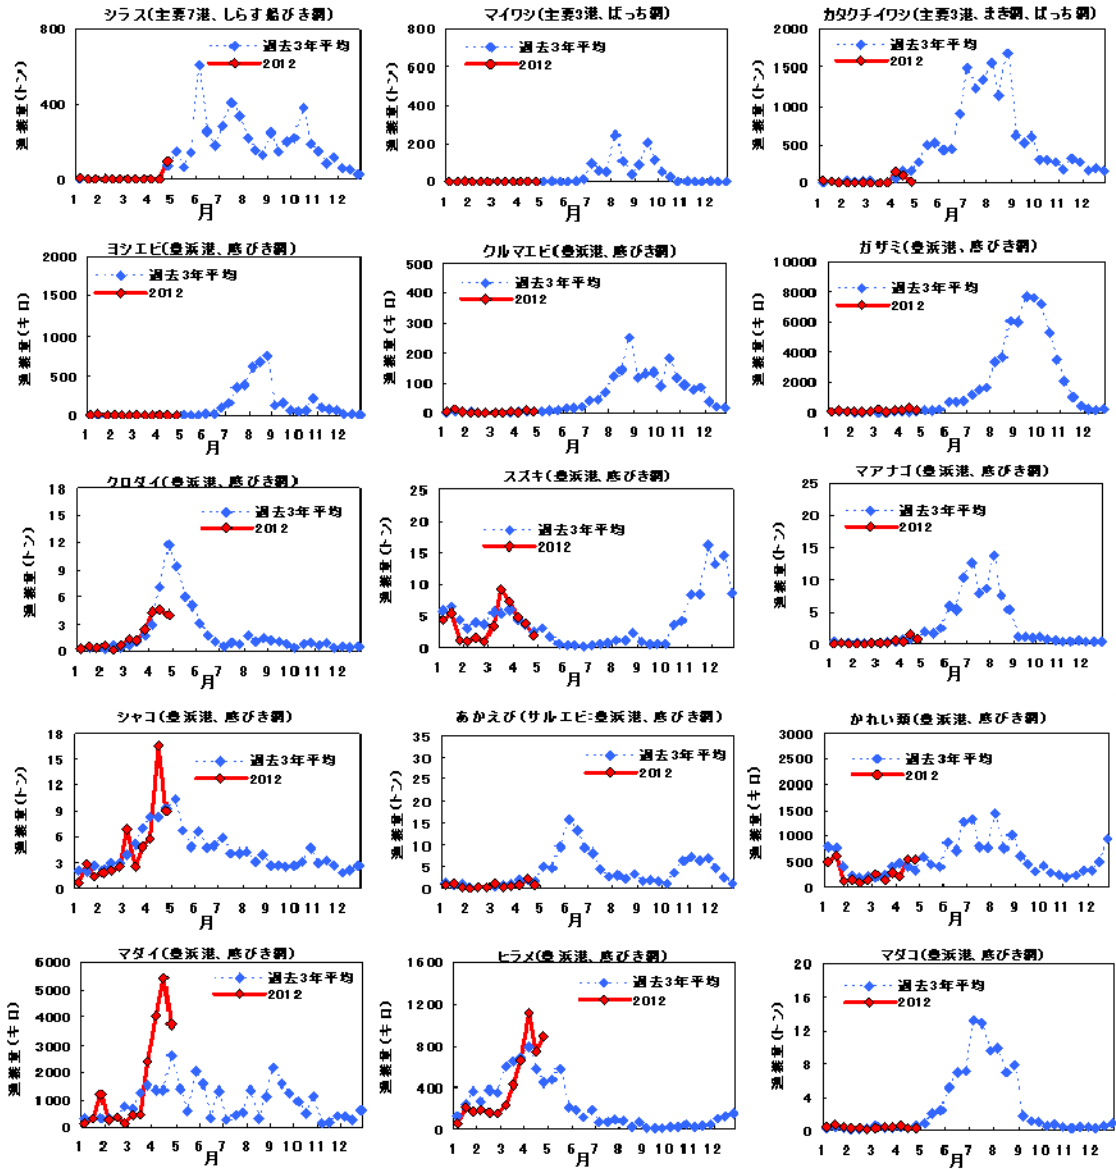 シラス(主要7港、しらす船びき網)
800
400
200
0
漁獲量(トン)
過去3年平均
2012
1 2 3 4 5 6 7 8 9 10 11 12
月
マイワシ(主要3港、ばっち網)
800
600
400
200
0
漁獲量(トン)
過去3年平均
2012
1 2 3 4 5 6 7 8 9 10 11 12
月
カタクチイワシ(主要3港、まき網、ばっち網)
2000
1500
1000
500
0
漁獲量(トン)
過去3年平均
2012
1 2 3 4 5 6 7 8 9 10 11 12
月
ヨシエビ(豊浜港、底びき網)
2000
1500
1000
500
0
漁獲量(キロ)
過去3年平均
2012
1 2 3 4 5 6 7 8 9 10 11 12
月
クルマエビ(豊浜港、底びき網)
500
400
300
200
100
0
漁獲量(キロ)
過去3年平均
2012
1 2 3 4 5 6 7 8 9 10 11 12
月
ガザミ(豊浜港、底びき網)
10000
8000
6000
4000
2000
0
漁獲量(キロ)
過去3年平均
2012
1 2 3 4 5 6 7 8 9 10 11 12
月
クロダイ(豊浜港、底びき網)
18
15
12
9
6
3
0
漁獲量(トン)
過去3年平均
2012
1 2 3 4 5 6 7 8 9 10 11 12
月
スズキ(豊浜港、底びき網)
25
20
15
10
5
0
漁獲量(トン)
過去3年平均
2012
1 2 3 4 5 6 7 8 9 10 11 12
月
マアナゴ(豊浜港、底びき網)
25
20
15
10
5
0
漁獲量(トン)
過去3年平均
2012
1 2 3 4 5 6 7 8 9 10 11 12
月
シャコ(豊浜港、底びき網)
18
15
12
9
6
3
0
漁獲量(トン)
過去3年平均
2012
1 2 3 4 5 6 7 8 9 10 11 12
月
あかえび(サルエビ:豊浜港、底びき網)
35
30
25
20
15
10
5
0
漁獲量(トン)
過去3年平均
2012
1 2 3 4 5 6 7 8 9 10 11 12
月
かれい類(豊浜港、底びき網)
3000
2500
2000
1500
1000
500
0
漁獲量(キロ)
過去3年平均
2012
1 2 3 4 5 6 7 8 9 10 11 12
月
マダイ(豊浜港、底びき網)
6000
5000
4000
3000
2000
1000
0
漁獲量(キロ)
過去3年平均
2012
1 2 3 4 5 6 7 8 9 10 11 12
月
ヒラメ(豊浜港、底びき網)
1600
1200
800
400
0
漁獲量(キロ)
過去3年平均
2012
1 2 3 4 5 6 7 8 9 10 11 12
月
マダコ(豊浜港、底びき網)
20
16
12
8
4
0
漁獲量(トン)
過去3年平均
2012
1 2 3 4 5 6 7 8 9 10 11 12
月